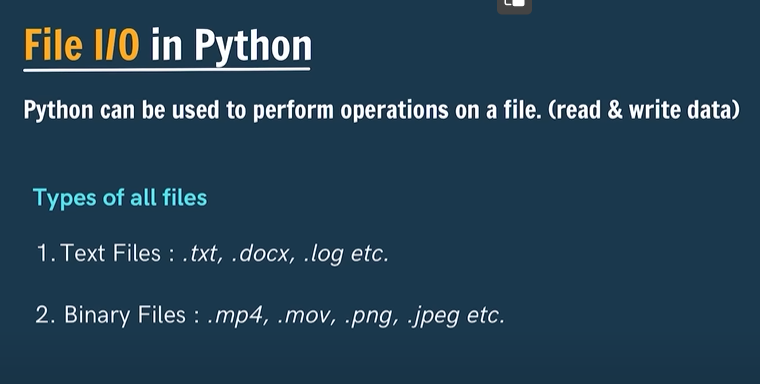 File I/O in Python
Python can be used to perform operations on a file. (read & write data)
Types of all files
1. Text Files : .txt, .docx, .log etc.
2. Binary Files : .mp4, .mov, .png, .jpeg etc.